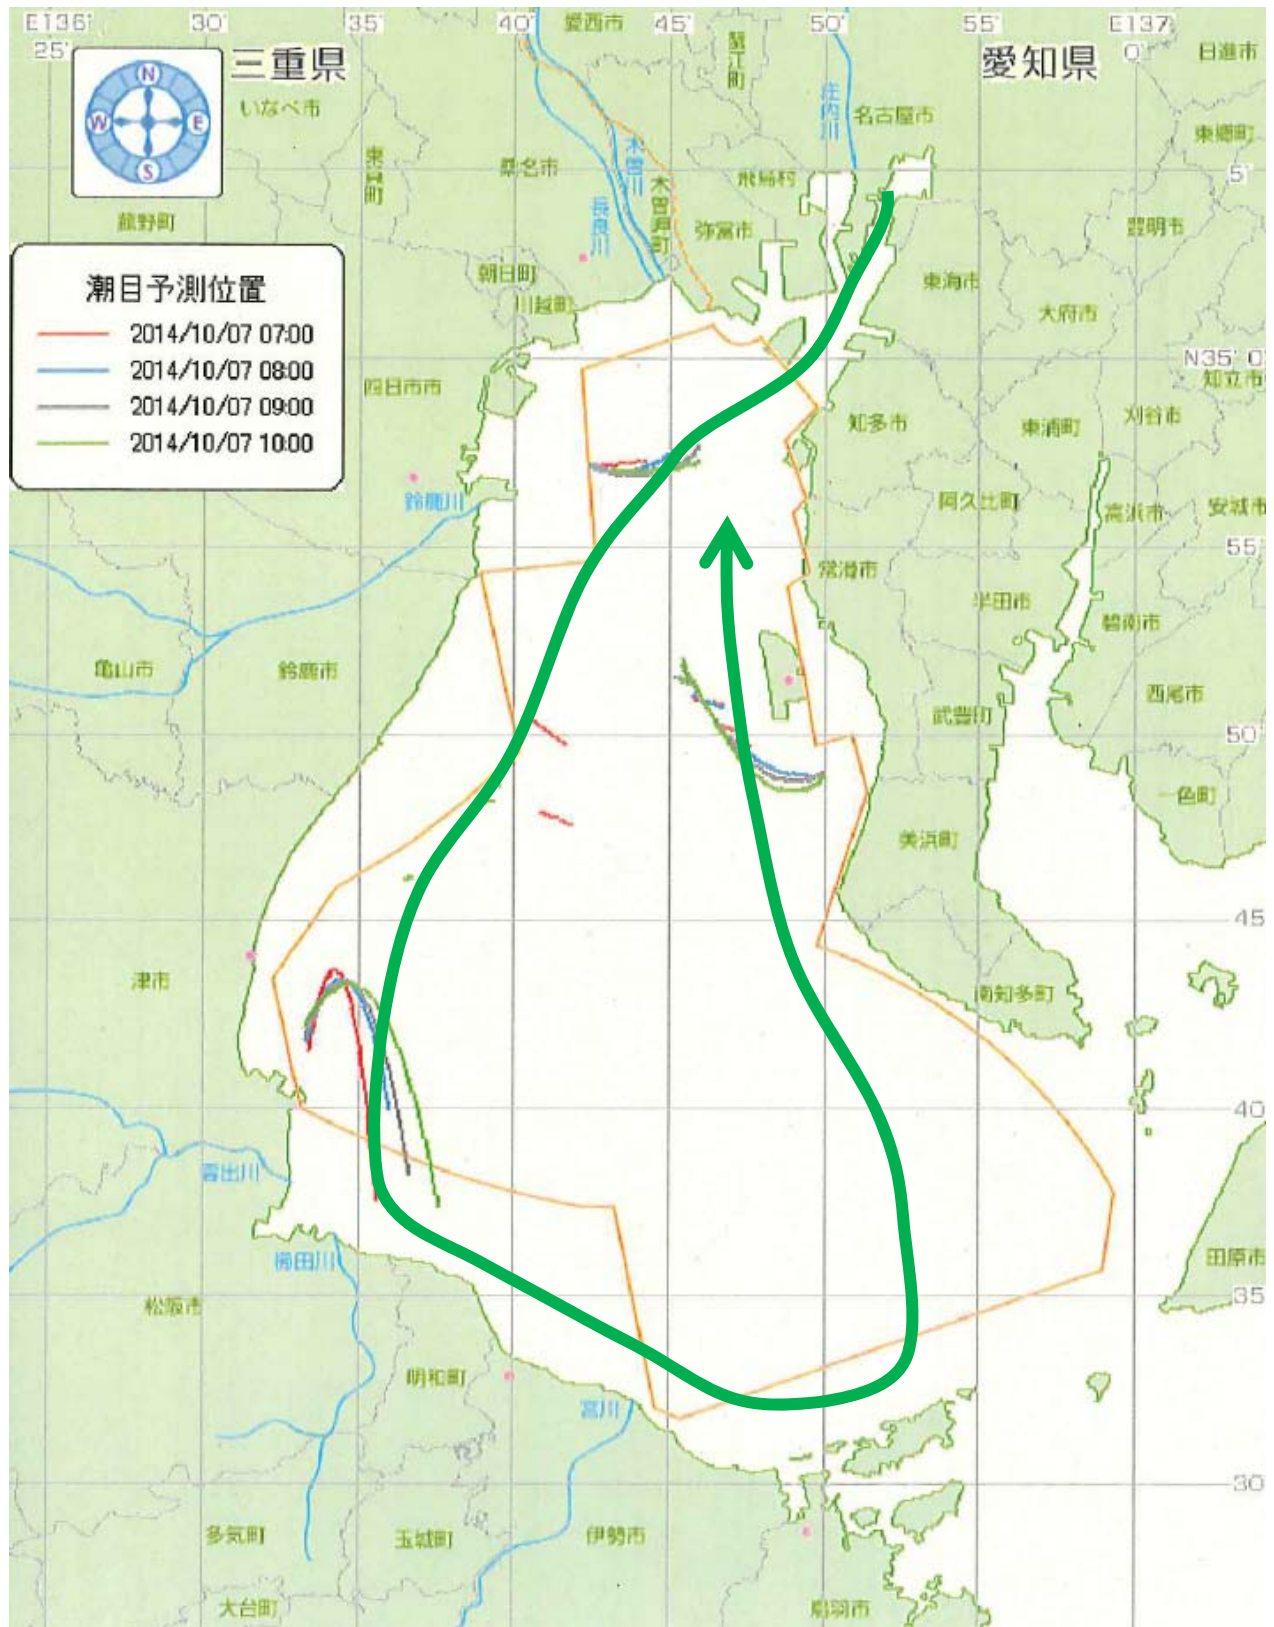 E136° 30' 35' 40' 45' 50' 55' E137
25'
0'
三重県
愛知県
N
W
E
S
愛西市
蟹江町
日進市
いなべ市
庄内川
名古屋市
東郷町
東員町
桑名市
木曽川
木曽岬町
飛島村
5'
長良川
弥富市
菰野町
豊明市
朝日町
川越町
東海市
大府市
潮目予測位置
2014/10/07 07:00
2014/10/07 08:00
2014/10/07 09:00
2014/10/07 10:00
N35° 0
知立市
四日市市
知多市
東浦町
刈谷市
鈴鹿川
阿久比町
高浜市
安城市
55'
常滑市
半田市
碧南市
亀山市
鈴鹿市
西尾市
武豊町
50'
一色町
美浜町
45
津市
南知多町
40
雲出川
櫛田川
田原市
35
松阪市
明和町
宮川
30
多気町
玉城町
伊勢市
大台町
鳥羽市